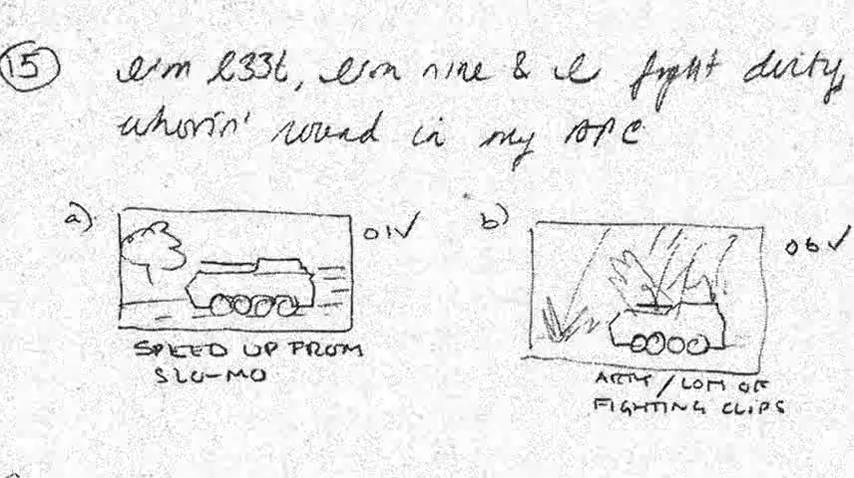 15 I'm l33t, I'm nine & I fight dirty,
whorin' round in my APC
a). 01✓ b) 06✓
SPEED UP FROM
SLO-MO
ARTY / LOTS OF
FIGHTING CLIPS